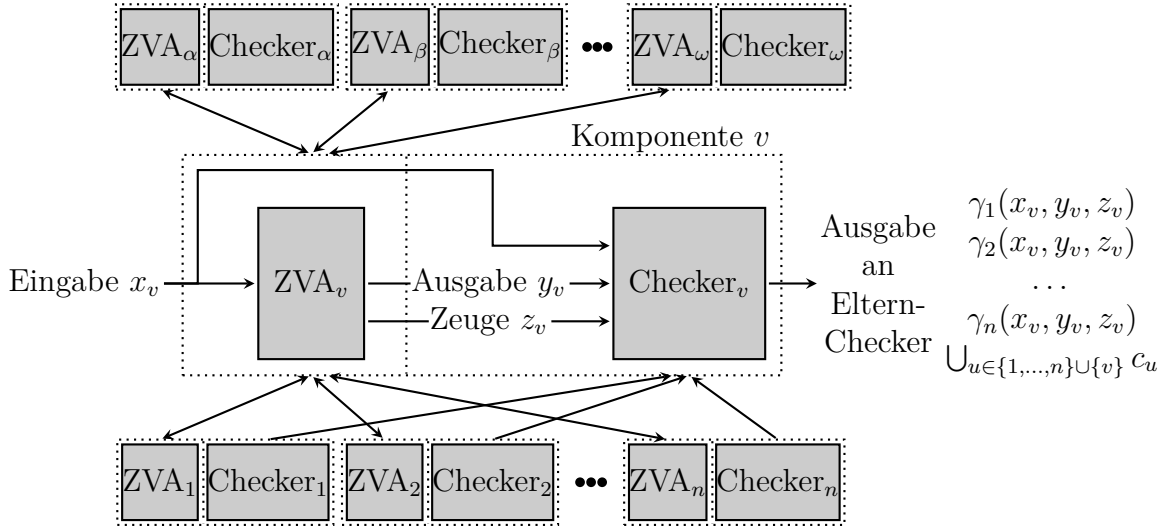 ZVA_α Checker_α ZVA_β Checker_β ••• ZVA_ω Checker_ω
Komponente v
Eingabe x_v
ZVA_v
Ausgabe y_v
Zeuge z_v
Checker_v
Ausgabe
an
Eltern-
Checker
γ_1(x_v, y_v, z_v)
γ_2(x_v, y_v, z_v)
. . .
γ_n(x_v, y_v, z_v)
⋃_{u∈{1,...,n}∪{v}} c_u
ZVA_1 Checker_1 ZVA_2 Checker_2 ••• ZVA_n Checker_n